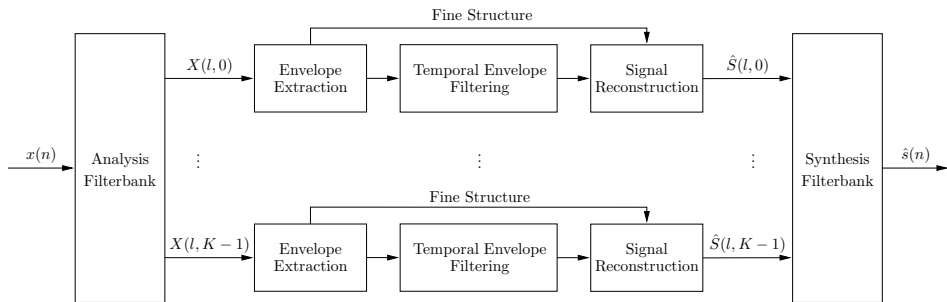 Fine Structure
X(l, 0)
Envelope
Extraction
Temporal Envelope
Filtering
Signal
Reconstruction
Ŝ(l, 0)
x(n)
Analysis
Filterbank
⋮
⋮
⋮
Synthesis
Filterbank
ŝ(n)
Fine Structure
X(l, K − 1)
Envelope
Extraction
Temporal Envelope
Filtering
Signal
Reconstruction
Ŝ(l, K − 1)